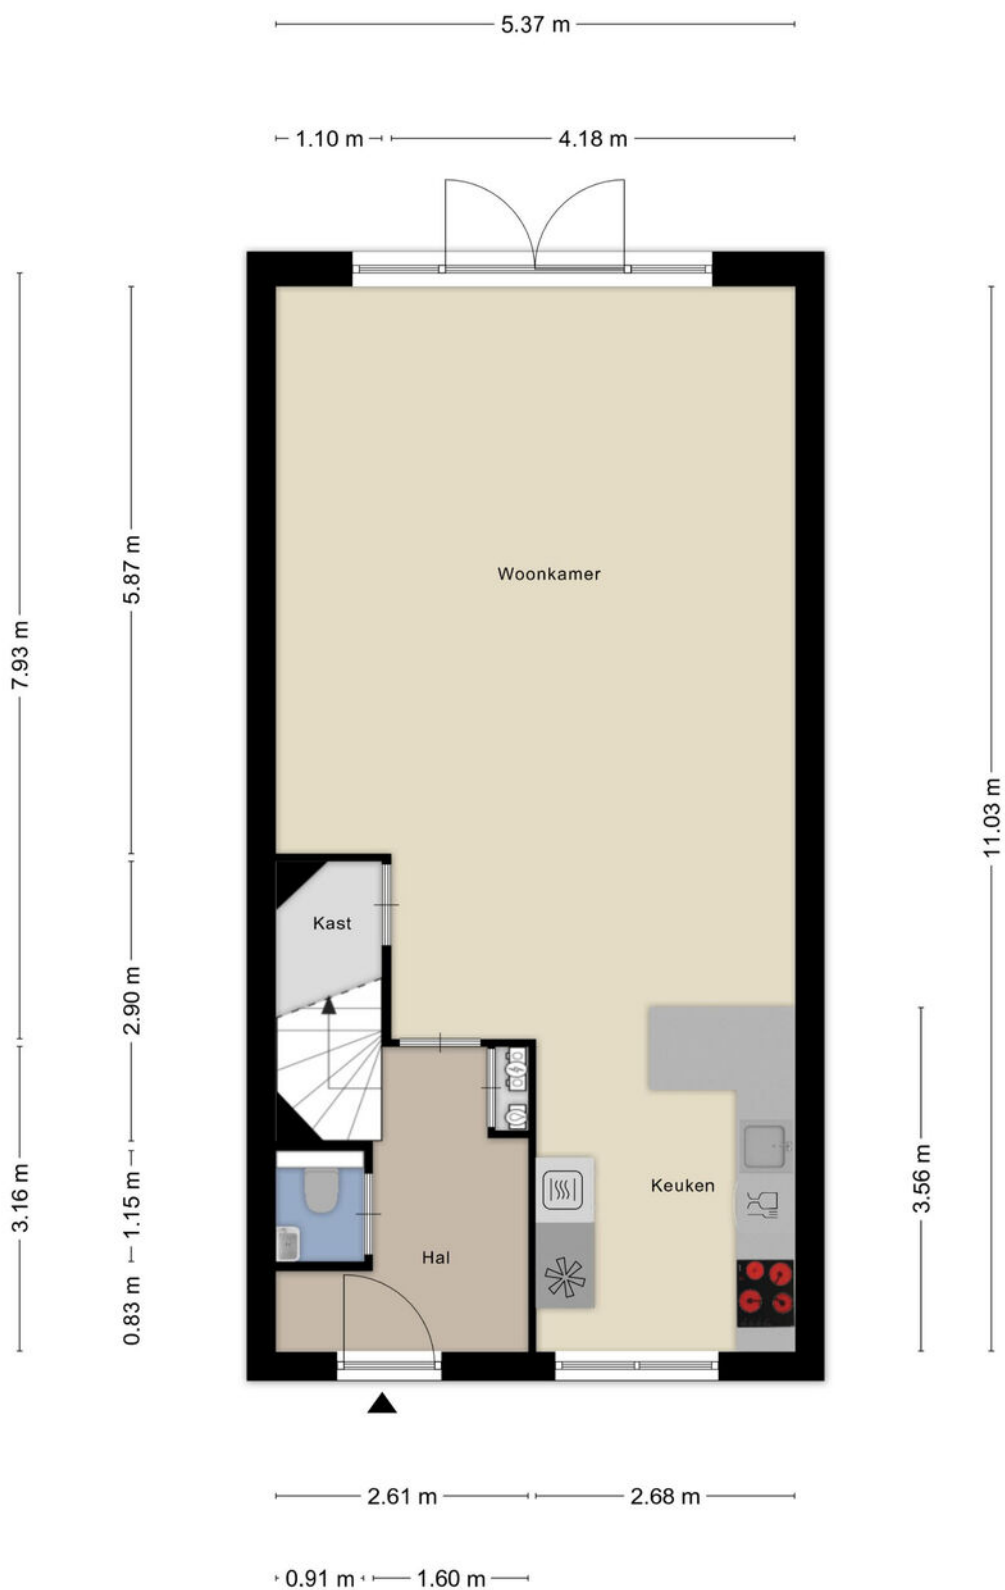 5.37 m
1.10 m
4.18 m
Woonkamer
5.87 m
7.93 m
11.03 m
Kast
2.90 m
3.16 m
1.15 m
0.83 m
3.56 m
Keuken
Hal
2.61 m
2.68 m
0.91 m
1.60 m